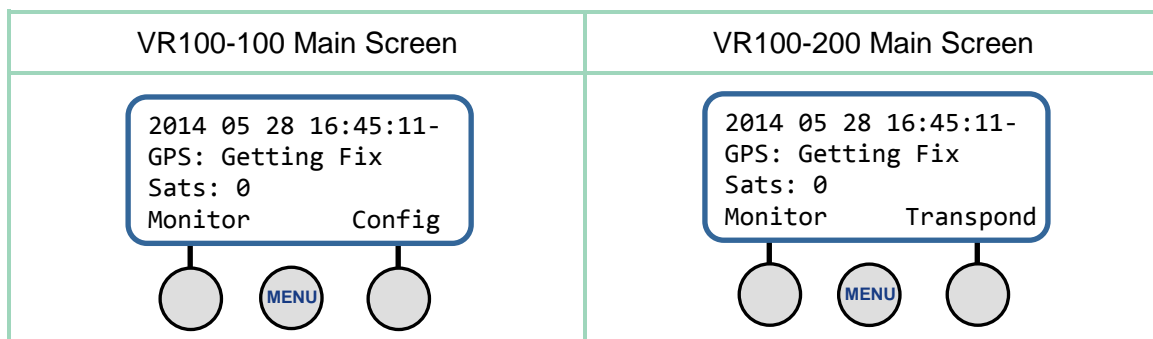 VR100-100 Main Screen
VR100-200 Main Screen
2014 05 28 16:45:11-
GPS: Getting Fix
Sats: 0
Monitor Config
MENU
2014 05 28 16:45:11-
GPS: Getting Fix
Sats: 0
Monitor Transpond
MENU